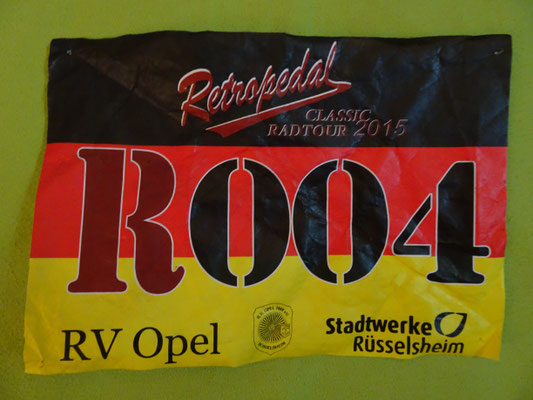 Retropedal
CLASSIC
RADTOUR 2015
R004
RV Opel
Stadtwerke
Rüsselsheim